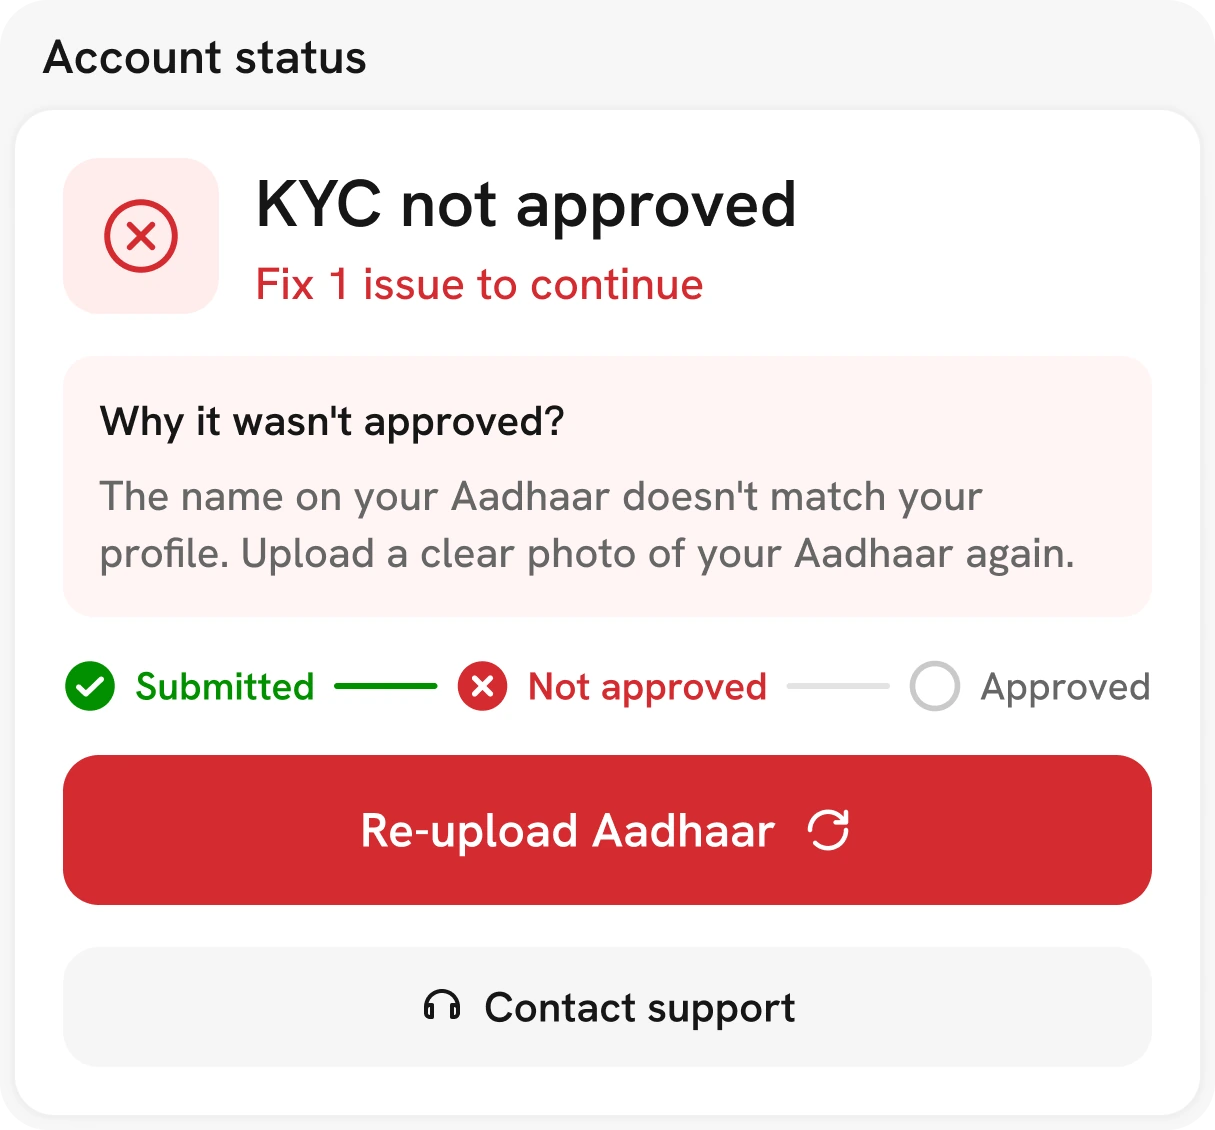 Account status
KYC not approved
Fix 1 issue to continue
Why it wasn't approved?
The name on your Aadhaar doesn't match your
profile. Upload a clear photo of your Aadhaar again.
Submitted Not approved Approved
Re-upload Aadhaar
Contact support